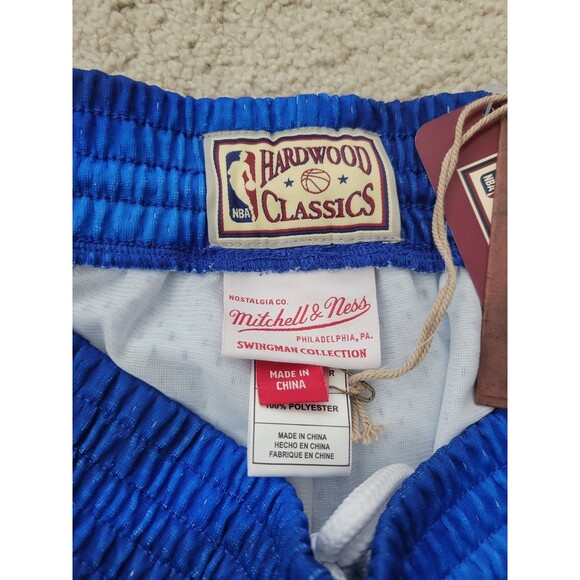 HARDWOOD
CLASSICS
NBA
NBA
NOSTALGIA CO.
Mitchell & Ness
PHILADELPHIA, PA.
SWINGMAN COLLECTION
MADE IN
CHINA
100% POLYESTER
MADE IN CHINA
HECHO EN CHINA
FABRIQUE EN CHINE